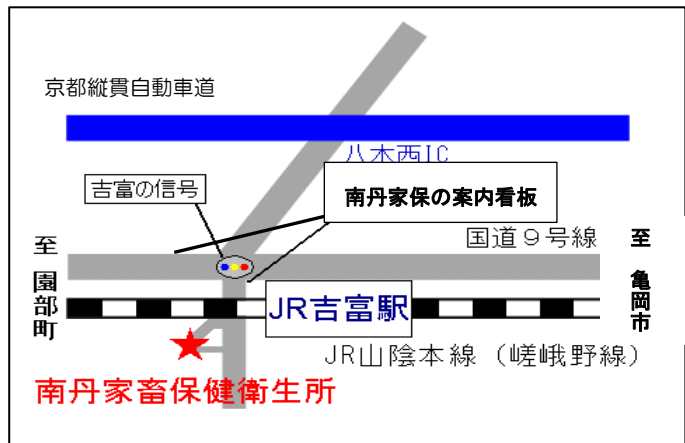 京都縦貫自動車道
八木西IC
吉富の信号
南丹家保の案内看板
国道9号線
至 園部町
至 亀岡市
JR吉富駅
JR山陰本線（嵯峨野線）
南丹家畜保健衛生所